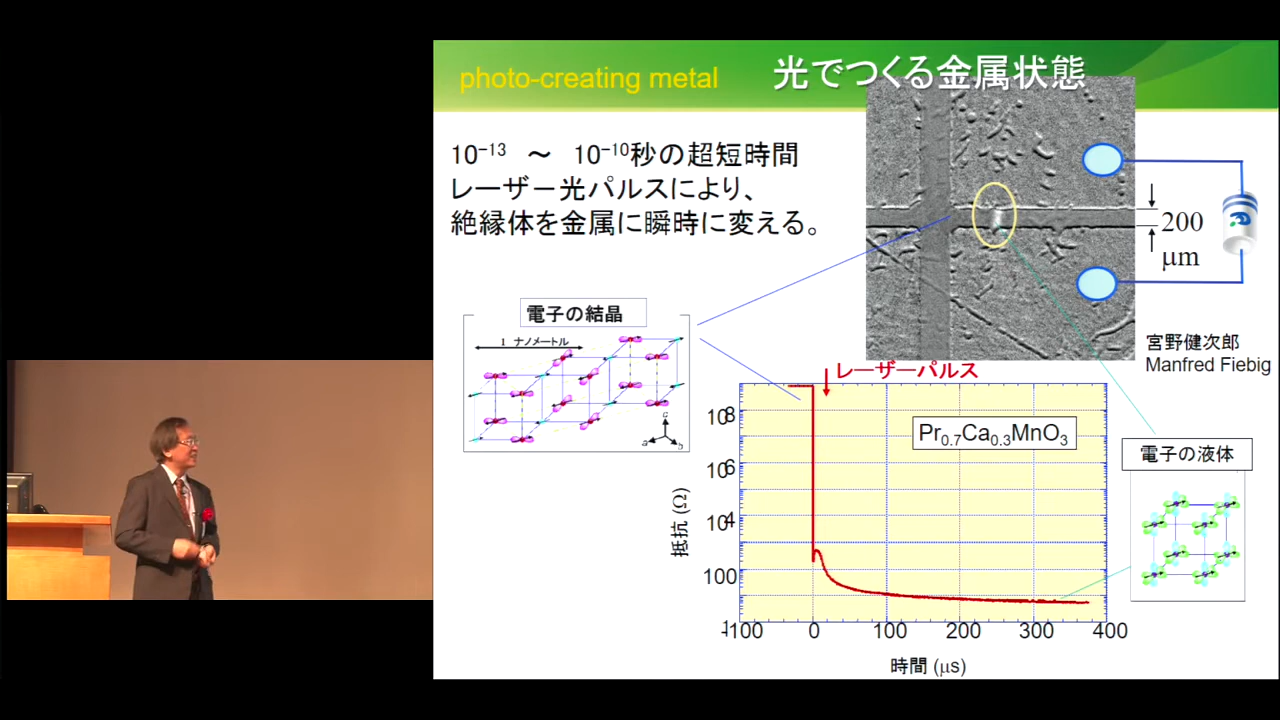 photo-creating metal
光でつくる金属状態
10⁻¹³ ～ 10⁻¹⁰秒の超短時間
レーザー光パルスにより、
絶縁体を金属に瞬時に変える。
200
μm
電子の結晶
1 ナノメートル
c
a
b
宮野健次郎
Manfred Fiebig
レーザーパルス
Pr₀.₇Ca₀.₃MnO₃
電子の液体
10⁸
10⁶
10⁴
100
抵抗 (Ω)
-100 0 100 200 300 400
時間 (μs)